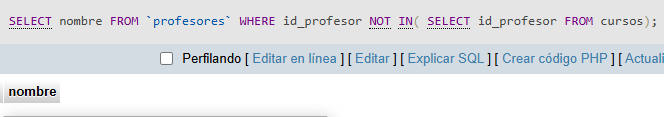 SELECT nombre FROM `profesores` WHERE id_profesor NOT IN( SELECT id_profesor FROM cursos);
Perfilando [ Editar en línea ] [ Editar ] [ Explicar SQL ] [ Crear código PHP ] [ Actuali
nombre